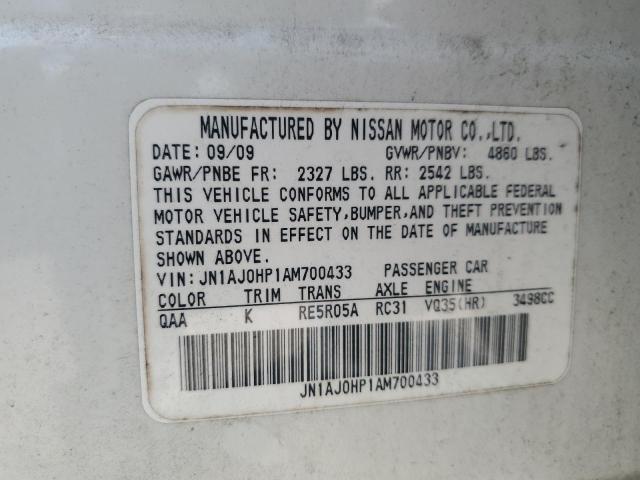 MANUFACTURED BY NISSAN MOTOR CO.,LTD.
DATE: 09/09 GVWR/PNBV: 4860 LBS.
GAWR/PNBE FR: 2327 LBS. RR: 2542 LBS.
THIS VEHICLE CONFORMS TO ALL APPLICABLE FEDERAL
MOTOR VEHICLE SAFETY,BUMPER,AND THEFT PREVENTION
STANDARDS IN EFFECT ON THE DATE OF MANUFACTURE
SHOWN ABOVE.
VIN: JN1AJ0HP1AM700433 PASSENGER CAR
COLOR TRIM TRANS AXLE ENGINE
QAA K RE5R05A RC31 VQ35(HR) 3498CC
JN1AJ0HP1AM700433